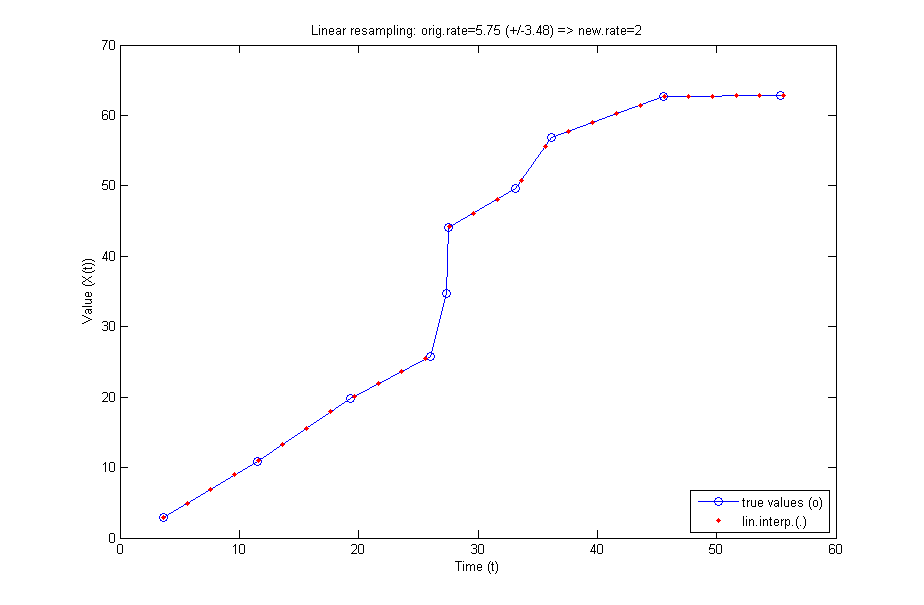 Linear resampling: orig.rate=5.75 (+/-3.48) => new.rate=2
70
60
50
40
30
20
10
0
Value (X(t))
0 10 20 30 40 50 60
Time (t)
true values (o)
lin.interp.(.)